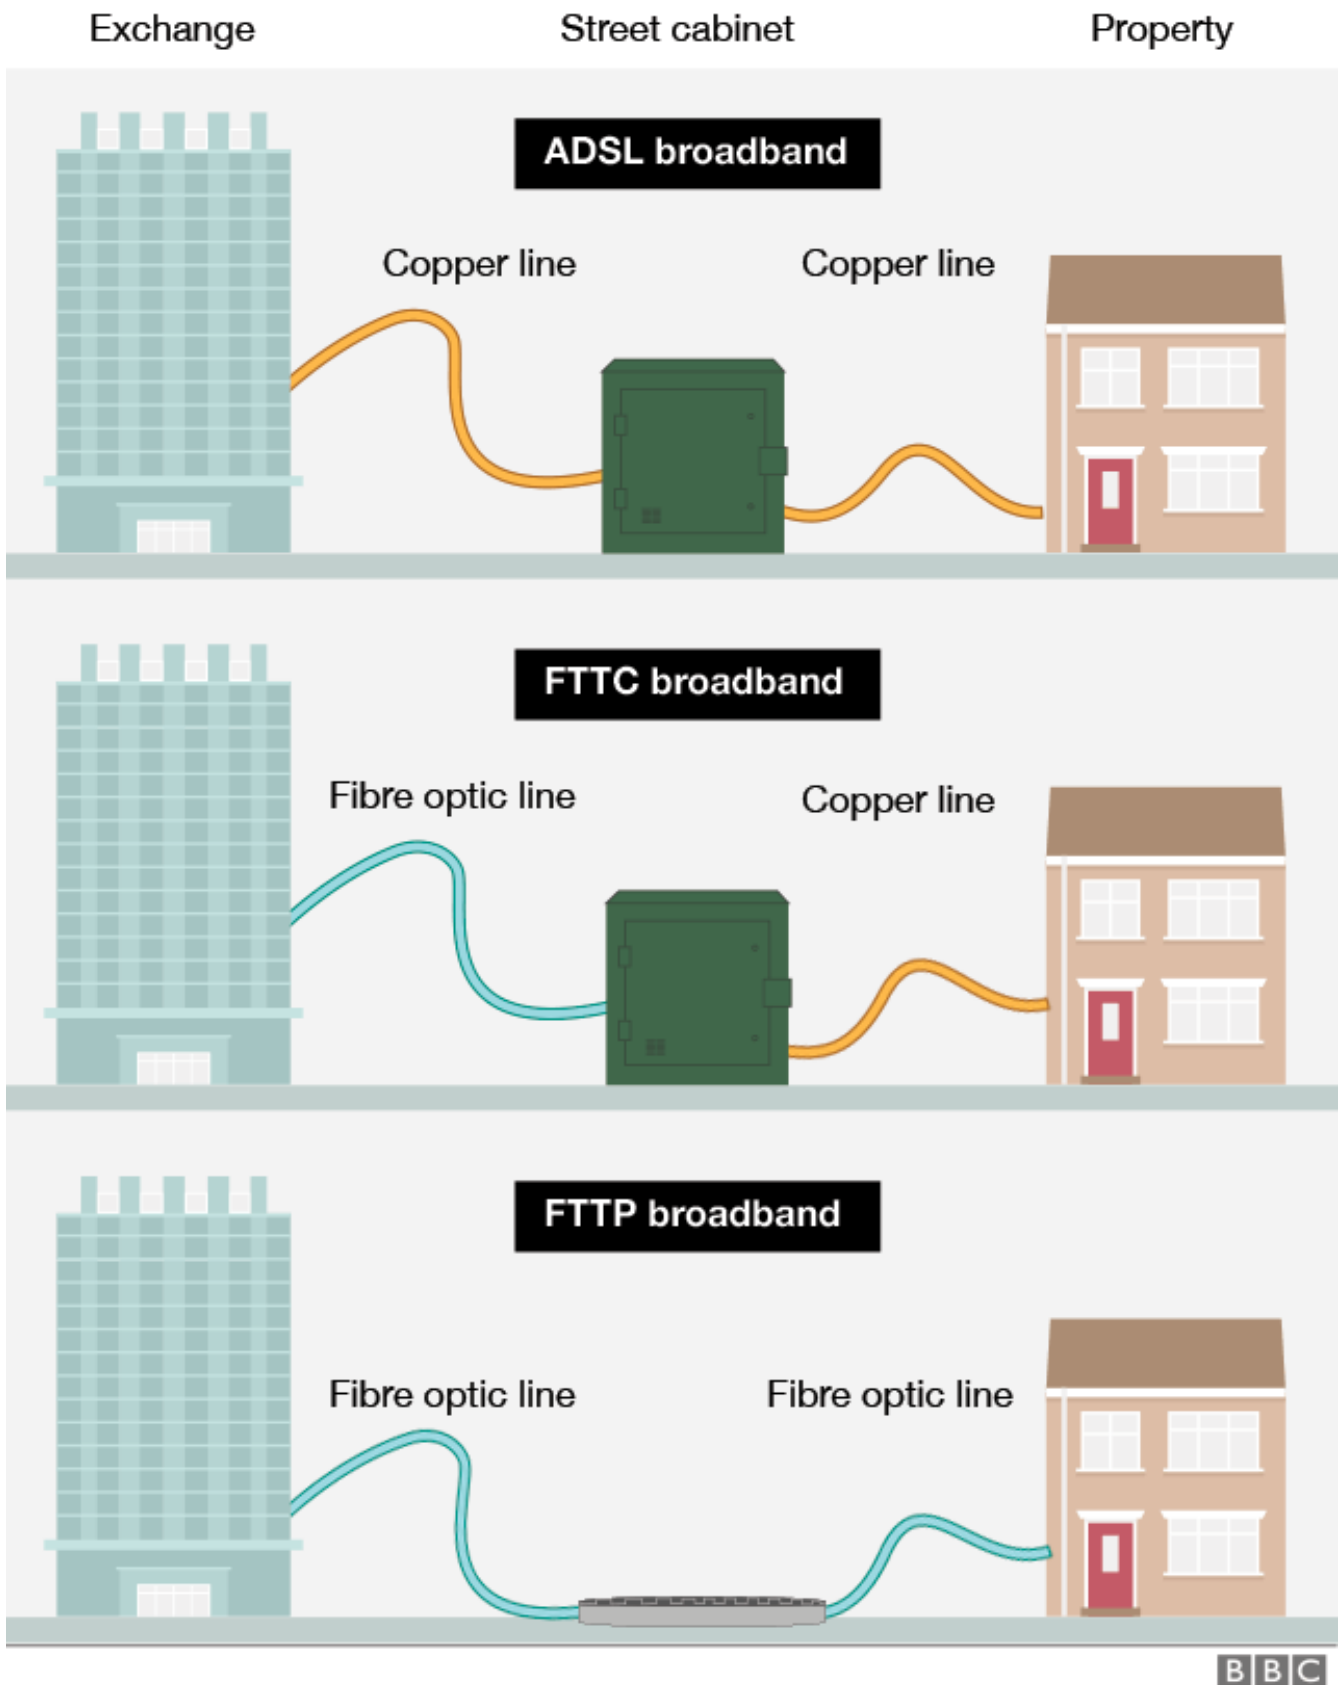 Exchange
Street cabinet
Property
ADSL broadband
Copper line
Copper line
FTTC broadband
Fibre optic line
Copper line
FTTP broadband
Fibre optic line
Fibre optic line
BBC